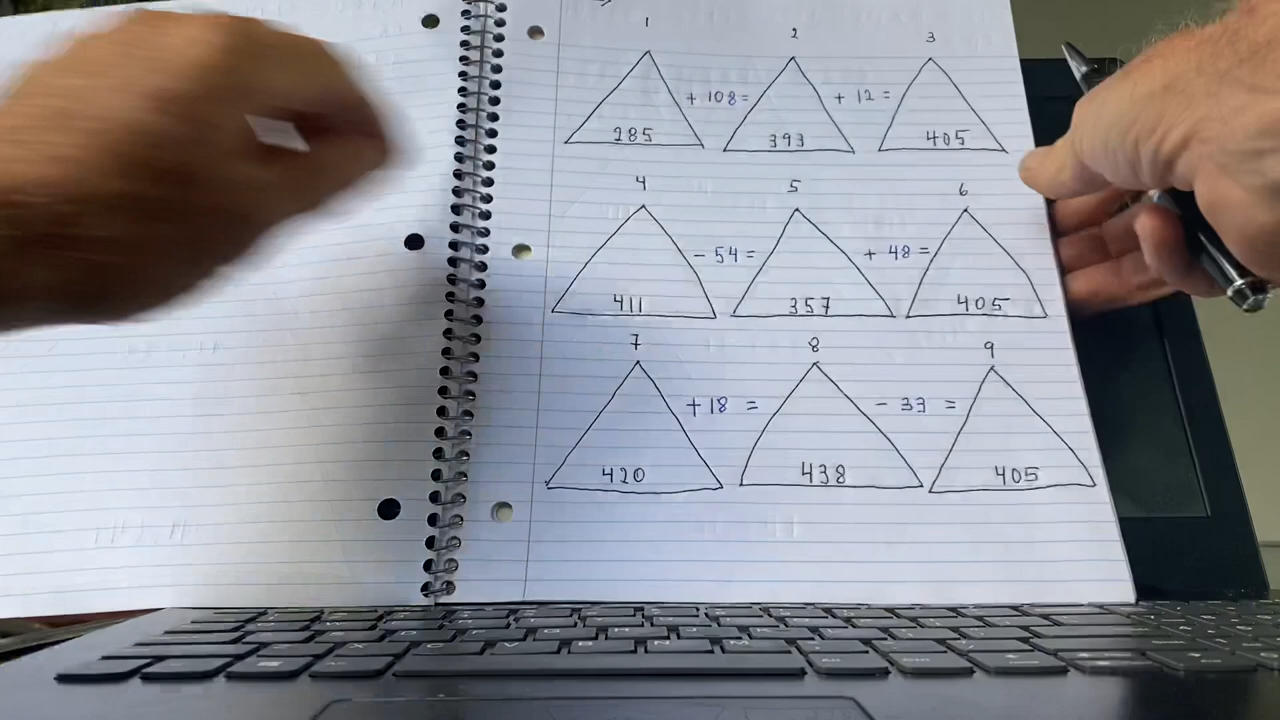 1 2 3
+ 108 = + 12 =
285 393 405
4 5 6
- 54 = + 48 =
411 357 405
7 8 9
+ 18 = - 33 =
420 438 405